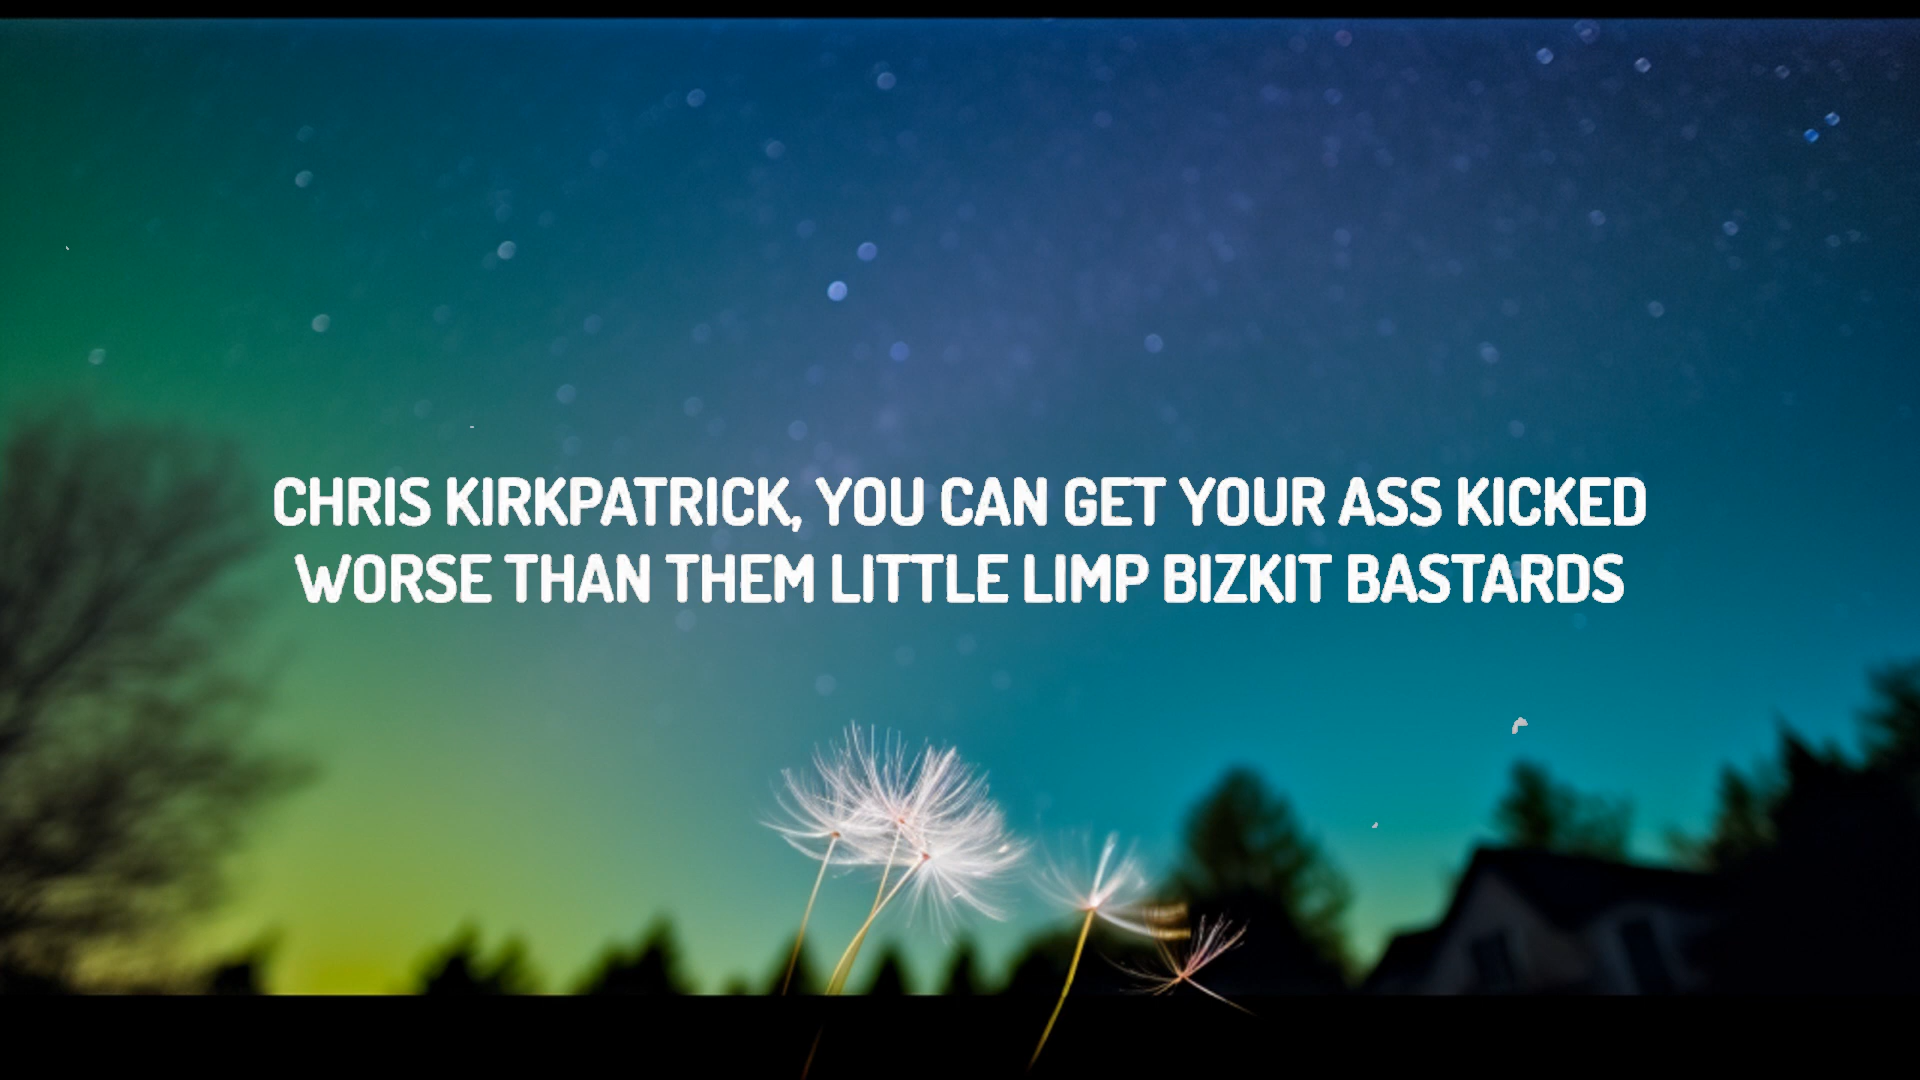 CHRIS KIRKPATRICK, YOU CAN GET YOUR ASS KICKED
WORSE THAN THEM LITTLE LIMP BIZKIT BASTARDS